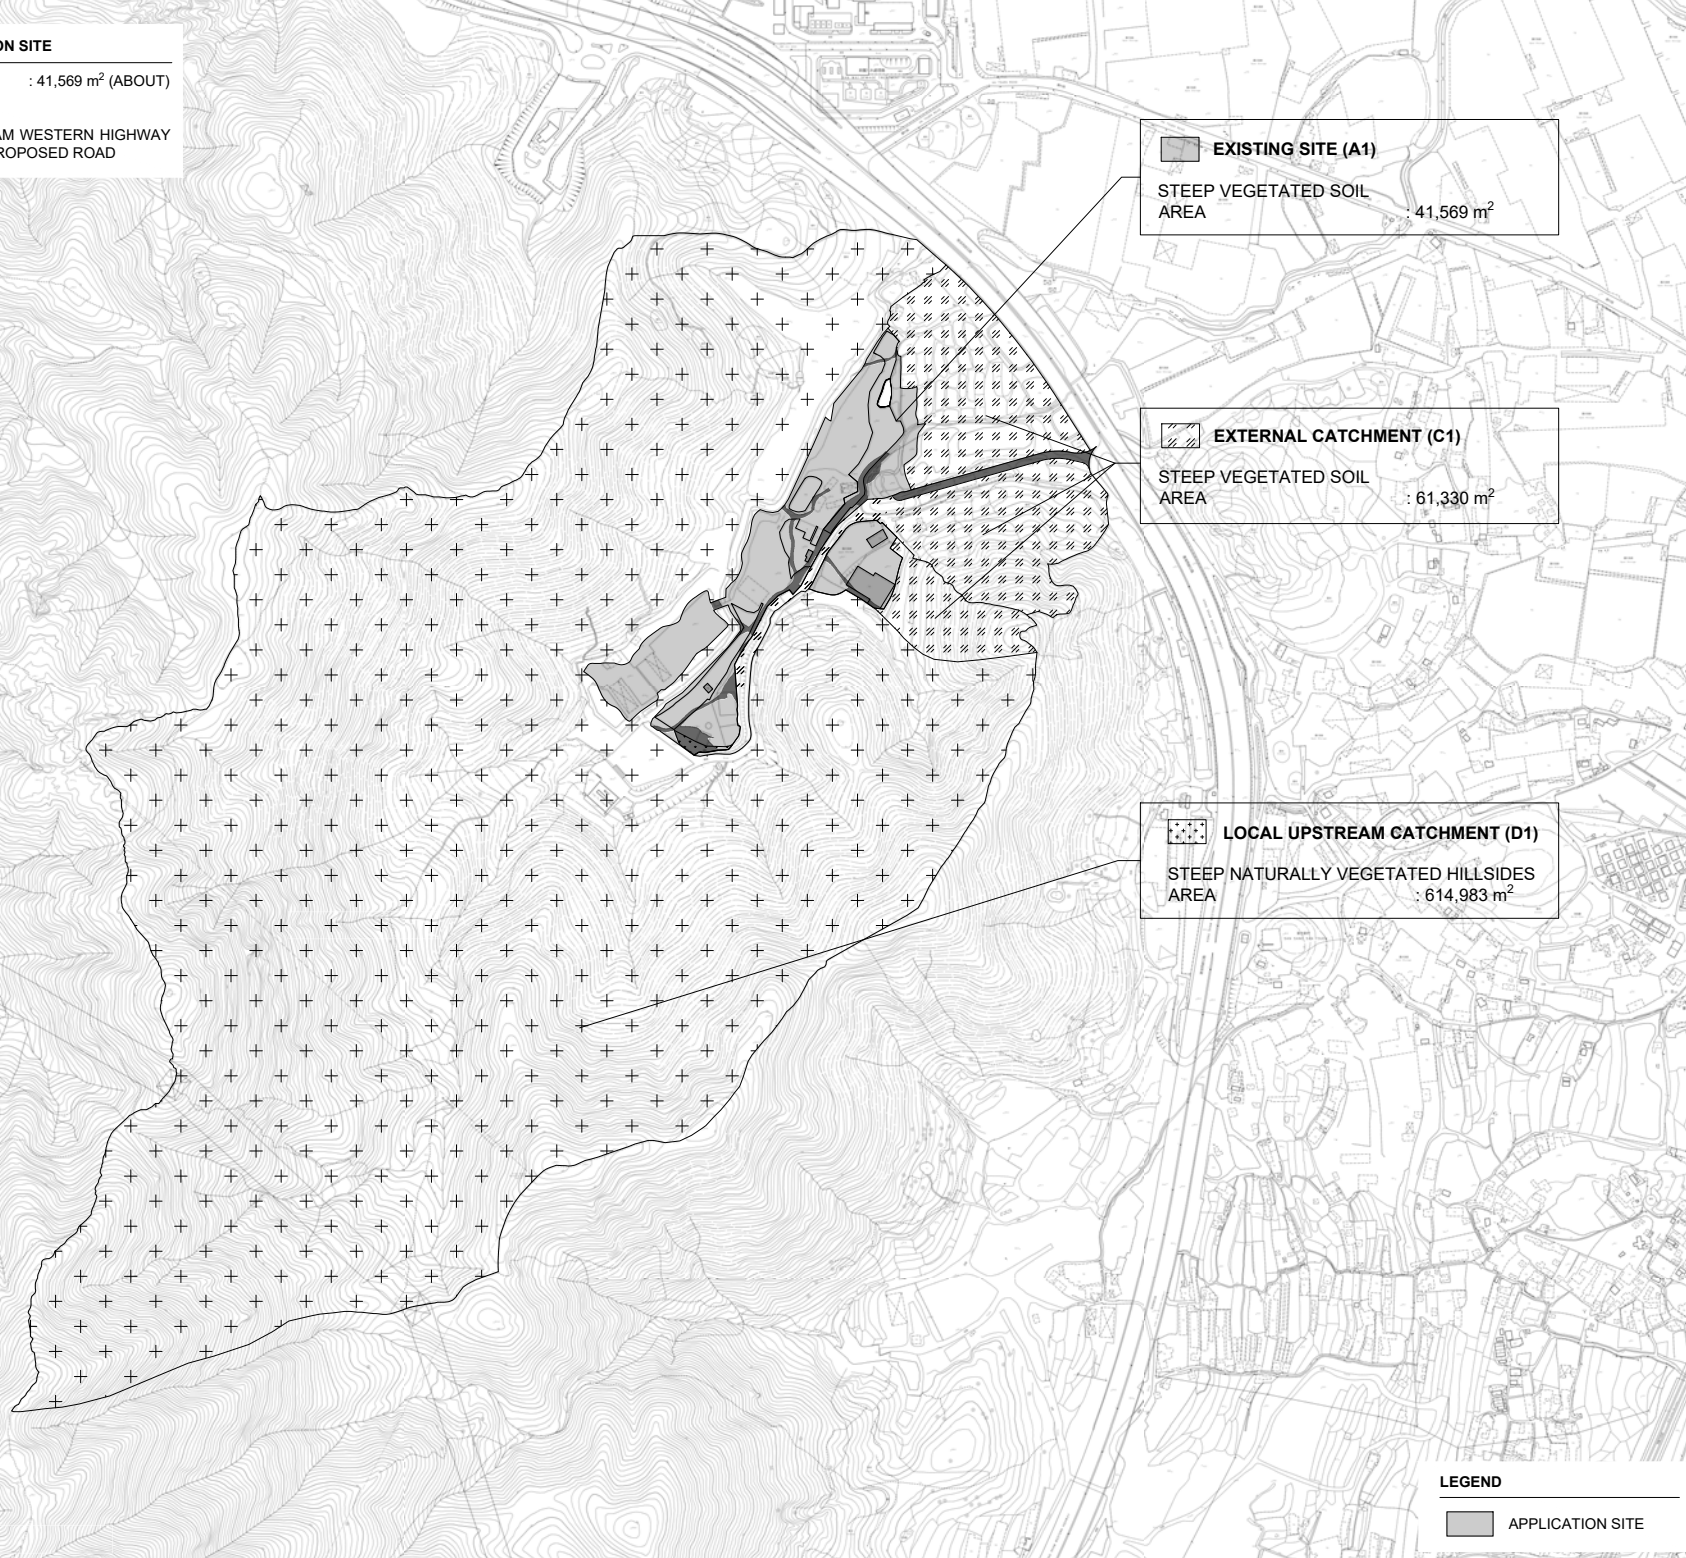 ON SITE
: 41,569 m² (ABOUT)
AM WESTERN HIGHWAY
ROPOSED ROAD
EXISTING SITE (A1)
STEEP VEGETATED SOIL
AREA : 41,569 m²
EXTERNAL CATCHMENT (C1)
STEEP VEGETATED SOIL
AREA : 61,330 m²
LOCAL UPSTREAM CATCHMENT (D1)
STEEP NATURALLY VEGETATED HILLSIDES
AREA : 614,983 m²
LEGEND
APPLICATION SITE